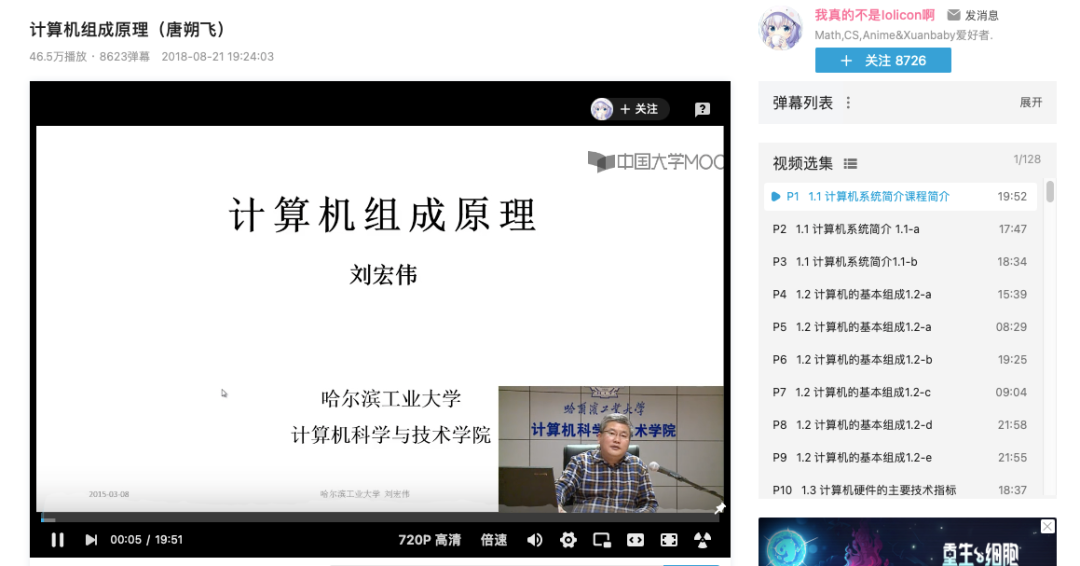 计算机组成原理（唐朔飞）
46.5万播放 · 8623弹幕 2018-08-21 19:24:03
+ 关注
中国大学MOOC
计算机组成原理
刘宏伟
哈尔滨工业大学
计算机科学与技术学院
哈尔滨工业大学
计算机科学与技术学院
2015-03-08 哈尔滨工业大学 刘宏伟
00:05 / 19:51 720P 高清 倍速
我真的不是lolicon啊 发消息
Math,CS,Anime&Xuanbaby爱好者.
+ 关注 8726
弹幕列表 展开
视频选集 1/128
P1 1.1 计算机系统简介课程简介 19:52
P2 1.1 计算机系统简介 1.1-a 17:47
P3 1.1 计算机系统简介1.1-b 18:34
P4 1.2 计算机的基本组成1.2-a 15:39
P5 1.2 计算机的基本组成1.2-a 08:29
P6 1.2 计算机的基本组成1.2-b 19:25
P7 1.2 计算机的基本组成1.2-c 09:04
P8 1.2 计算机的基本组成1.2-d 21:58
P9 1.2 计算机的基本组成1.2-e 21:55
P10 1.3 计算机硬件的主要技术指标 18:37
重生细胞